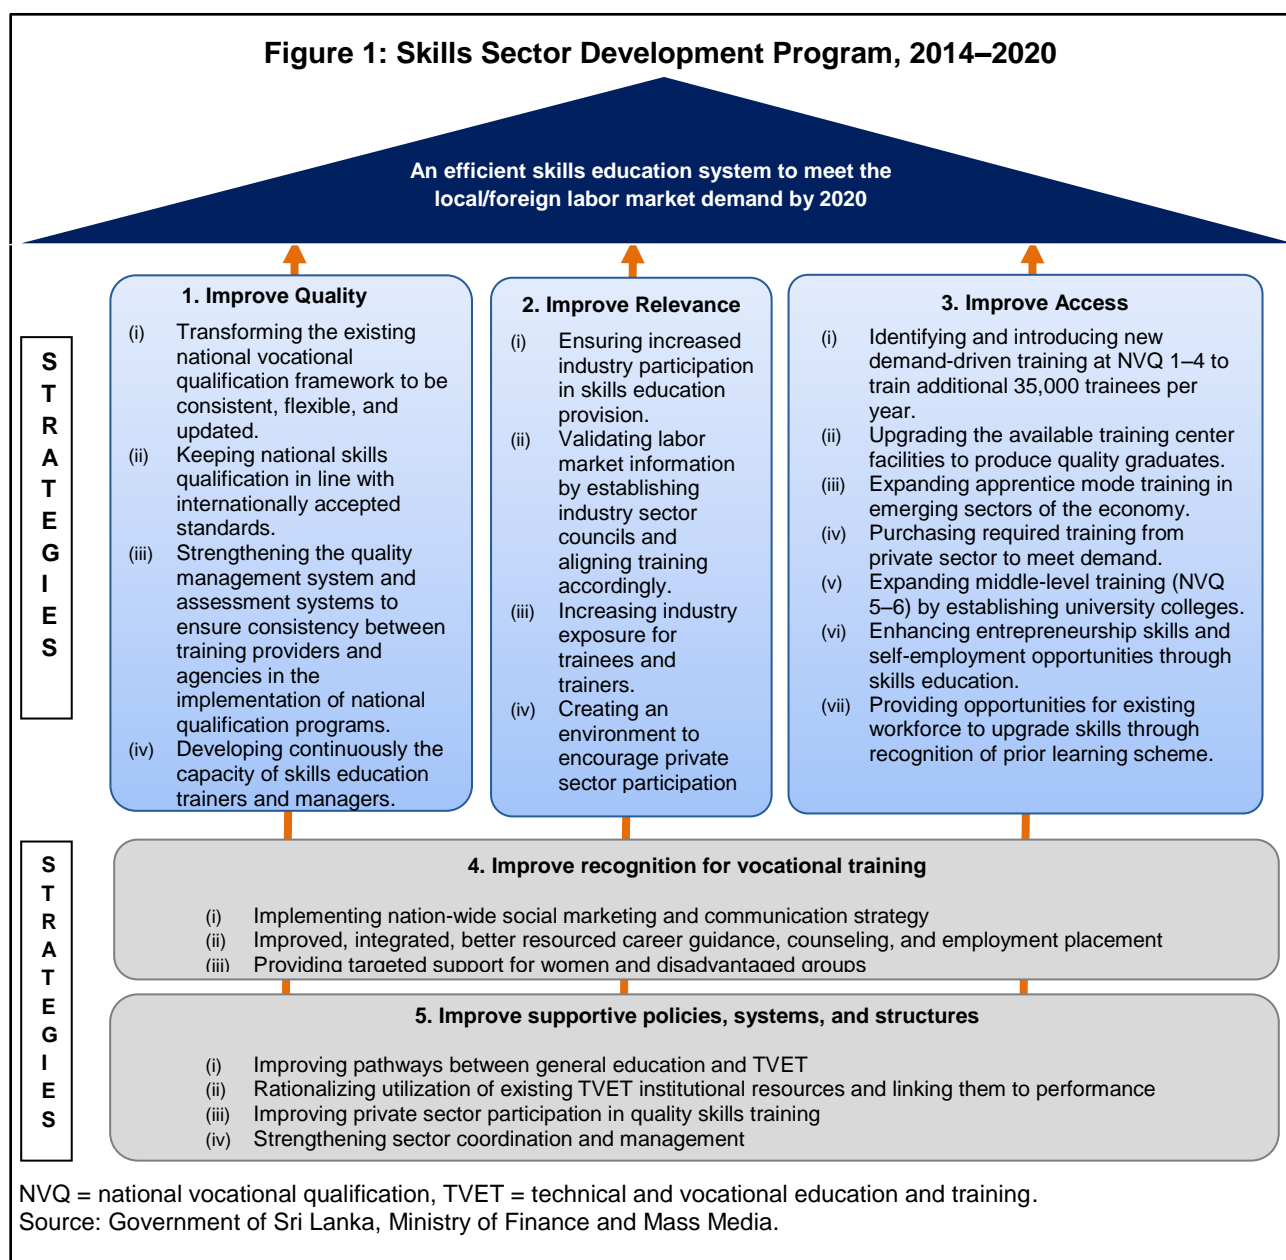 Figure 1: Skills Sector Development Program, 2014–2020
An efficient skills education system to meet the
local/foreign labor market demand by 2020
STRATEGIES
1. Improve Quality
(i) Transforming the existing
national vocational
qualification framework to be
consistent, flexible, and
updated.
(ii) Keeping national skills
qualification in line with
internationally accepted
standards.
(iii) Strengthening the quality
management system and
assessment systems to
ensure consistency between
training providers and
agencies in the
implementation of national
qualification programs.
(iv) Developing continuously the
capacity of skills education
trainers and managers.
2. Improve Relevance
(i) Ensuring increased
industry participation
in skills education
provision.
(ii) Validating labor
market information
by establishing
industry sector
councils and
aligning training
accordingly.
(iii) Increasing industry
exposure for
trainees and
trainers.
(iv) Creating an
environment to
encourage private
sector participation
3. Improve Access
(i) Identifying and introducing new
demand-driven training at NVQ 1–4 to
train additional 35,000 trainees per
year.
(ii) Upgrading the available training center
facilities to produce quality graduates.
(iii) Expanding apprentice mode training in
emerging sectors of the economy.
(iv) Purchasing required training from
private sector to meet demand.
(v) Expanding middle-level training (NVQ
5–6) by establishing university colleges.
(vi) Enhancing entrepreneurship skills and
self-employment opportunities through
skills education.
(vii) Providing opportunities for existing
workforce to upgrade skills through
recognition of prior learning scheme.
STRATEGIES
4. Improve recognition for vocational training
(i) Implementing nation-wide social marketing and communication strategy
(ii) Improved, integrated, better resourced career guidance, counseling, and employment placement
(iii) Providing targeted support for women and disadvantaged groups
5. Improve supportive policies, systems, and structures
(i) Improving pathways between general education and TVET
(ii) Rationalizing utilization of existing TVET institutional resources and linking them to performance
(iii) Improving private sector participation in quality skills training
(iv) Strengthening sector coordination and management
NVQ = national vocational qualification, TVET = technical and vocational education and training.
Source: Government of Sri Lanka, Ministry of Finance and Mass Media.